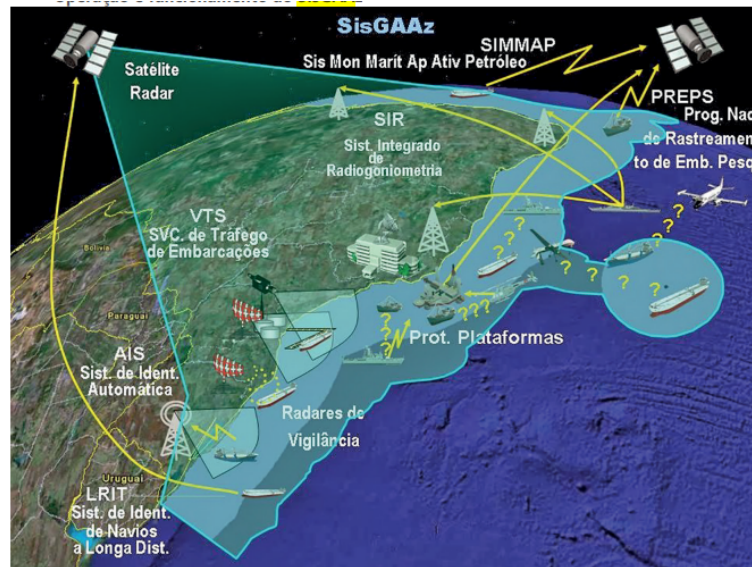 SisGAAz
Satélite
Radar
SIMMAP
Sis Mon Marít Ap Ativ Petróleo
PREPS
Prog. Nac
de Rastreamen
to de Emb. Pesq
SIR
Sist. Integrado
de
Radiogoniometria
VTS
SVC. de Tráfego
de Embarcações
Bolivia
Paraguai
AIS
Sist. de Ident.
Automática
Prot. Plataformas
? ? ?
? ? ? ? ?
? ? ?
? ?
Radares de
Vigilância
Uruguai
LRIT
Sist. de Ident.
de Navios
a Longa Dist.